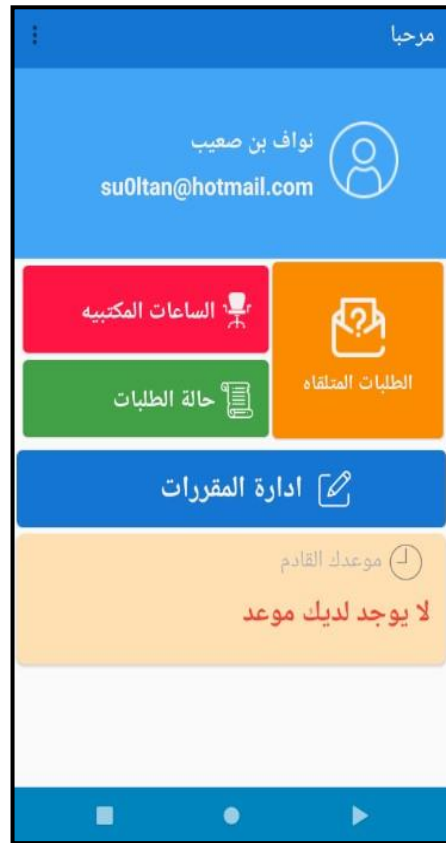 مرحبا
نواف بن صعيب
su0ltan@hotmail.com
الطلبات المتلقاه
الساعات المكتبيه
حالة الطلبات
ادارة المقررات
موعدك القادم
لا يوجد لديك موعد